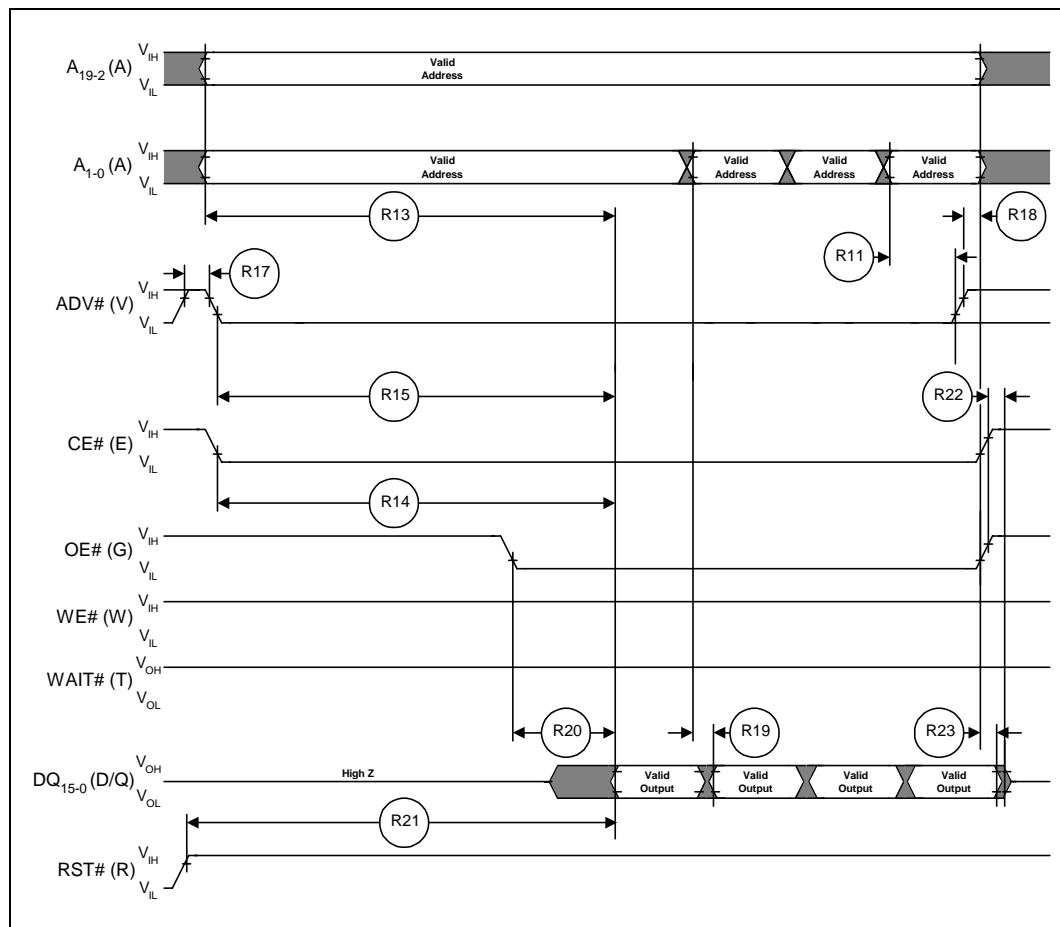 VIH
A19-2 (A)
Valid
Address
VIL
VIH
A1-0 (A)
Valid
Address
Valid
Address
Valid
Address
Valid
Address
VIL
R13
R18
R11
R17
VIH
ADV# (V)
VIL
R15
R22
VIH
CE# (E)
VIL
R14
VIH
OE# (G)
VIL
VIH
WE# (W)
VIL
VOH
WAIT# (T)
VOL
R20
R19
R23
VOH
DQ15-0 (D/Q)
High Z
Valid
Output
Valid
Output
Valid
Output
Valid
Output
VOL
R21
VIH
RST# (R)
VIL